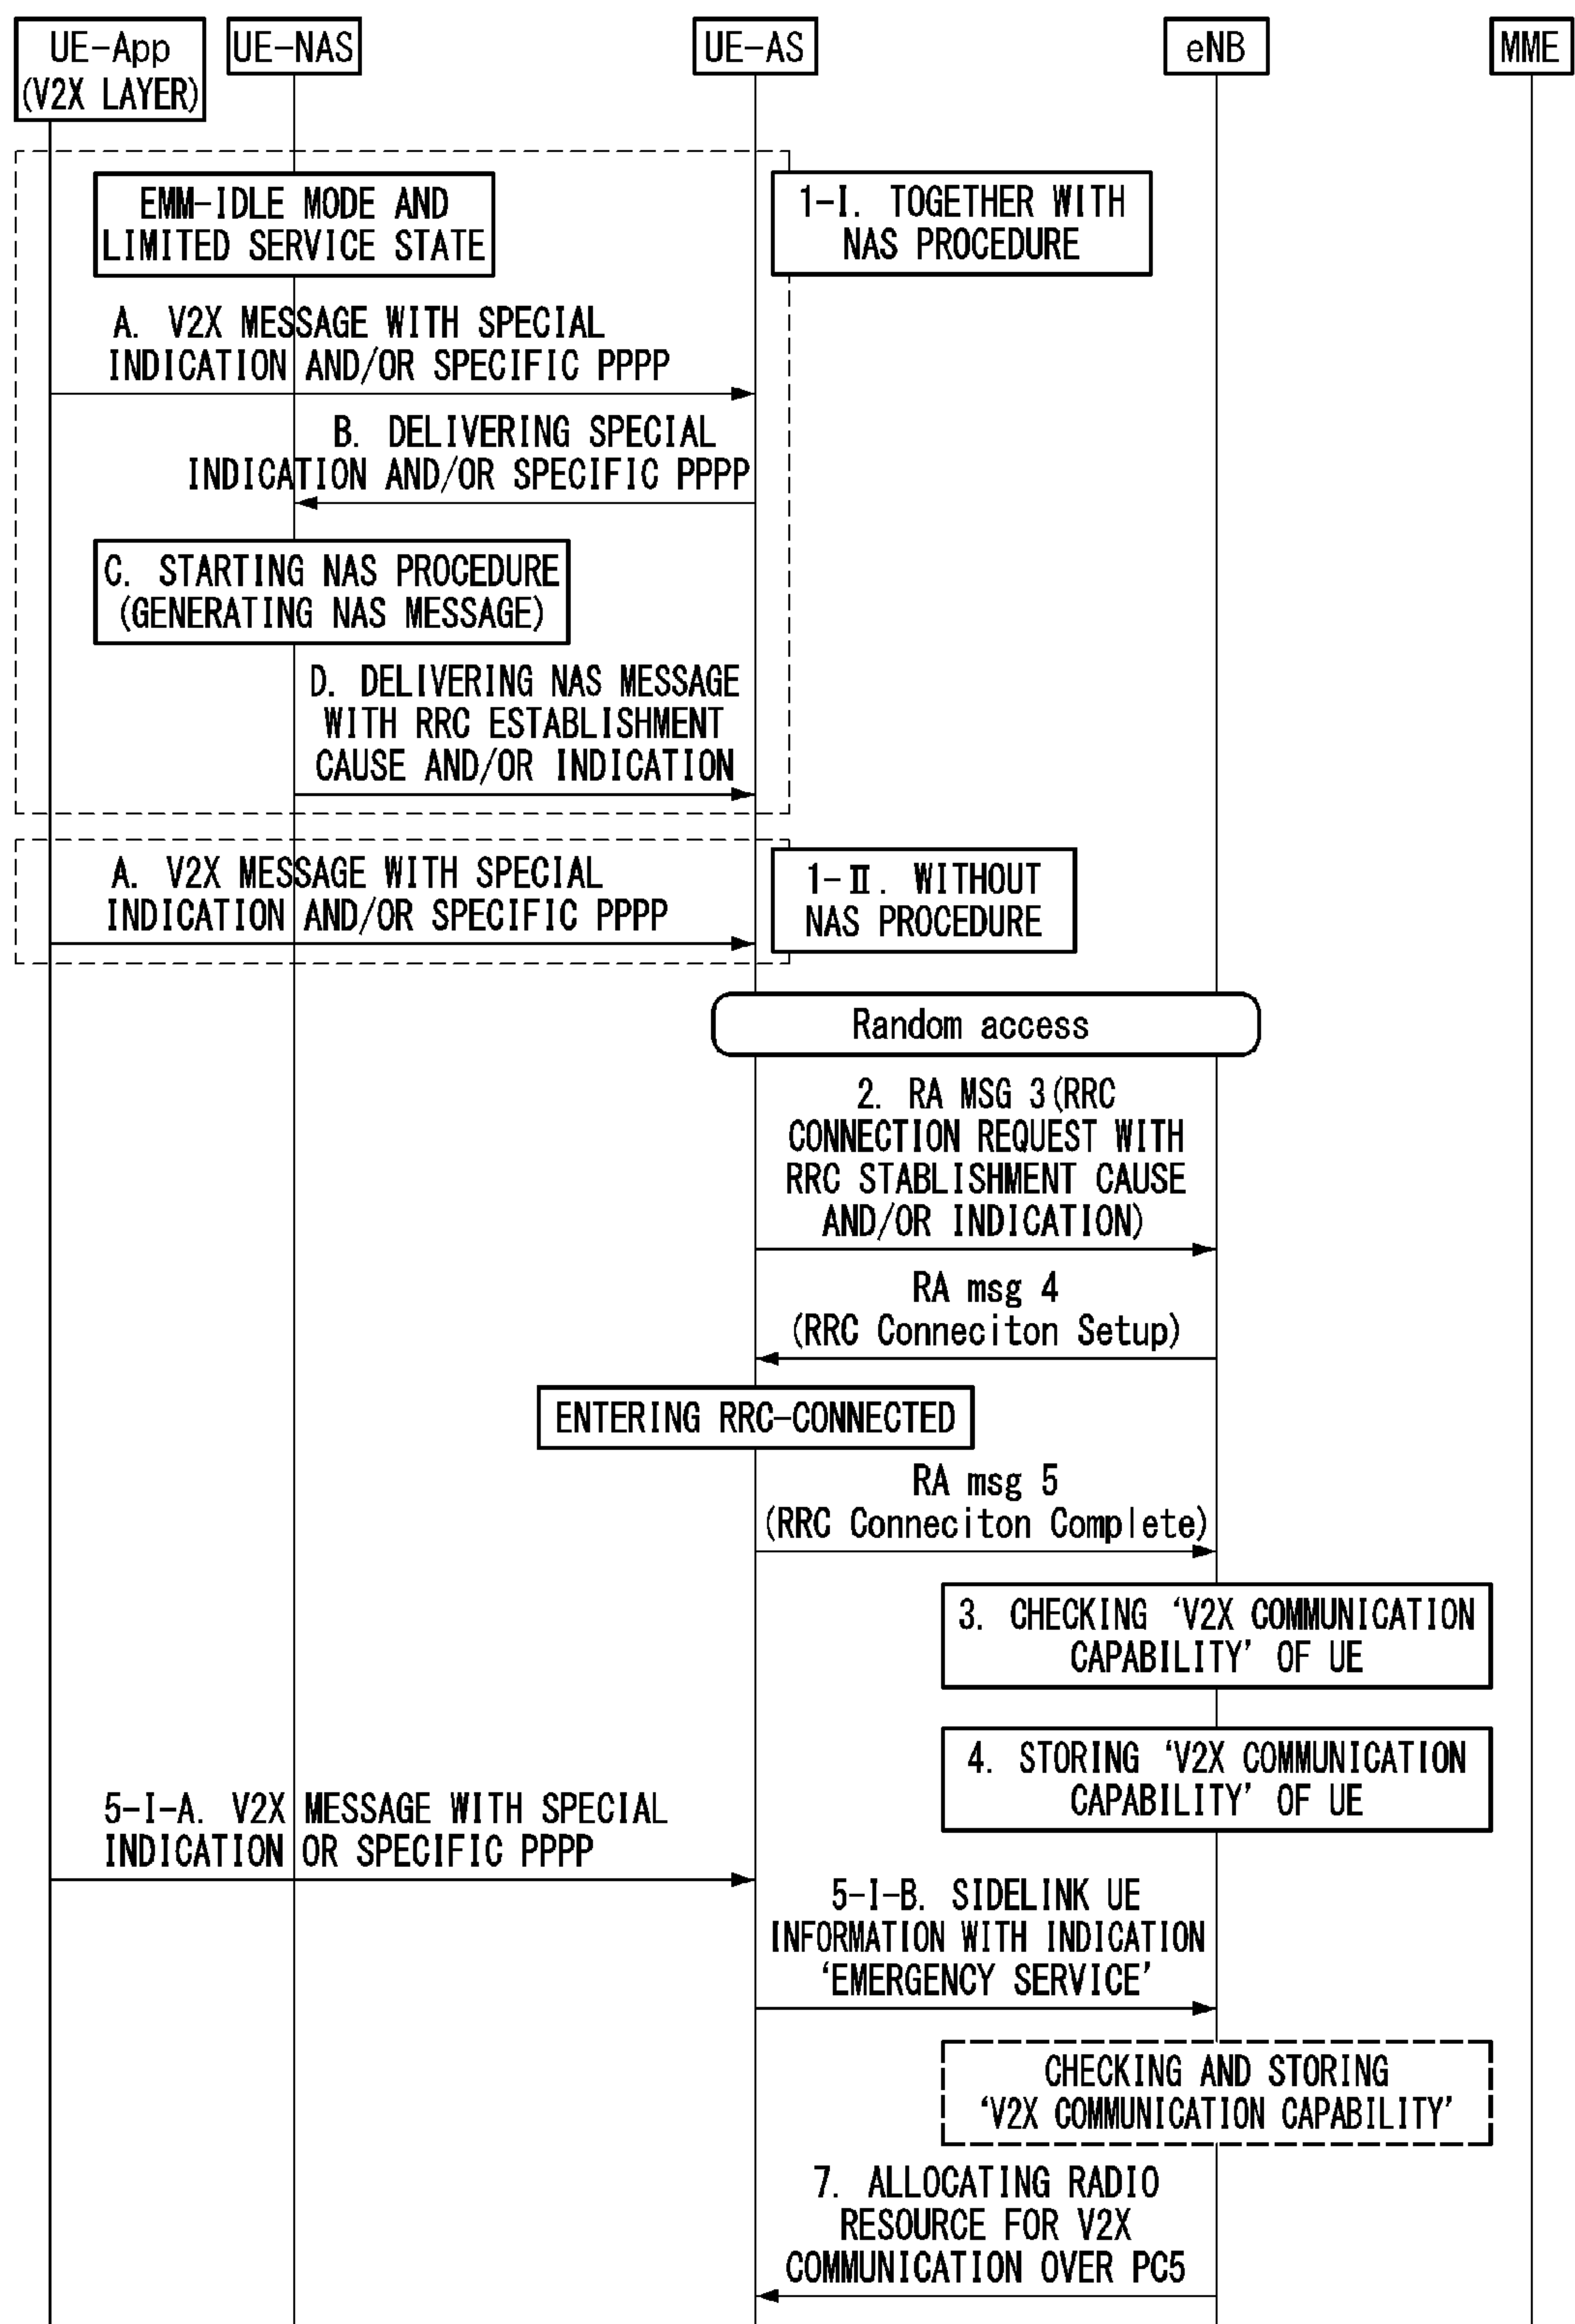 UE-App
(V2X LAYER)
UE-NAS
UE-AS
eNB
MME
EMM-IDLE MODE AND
LIMITED SERVICE STATE
1-I. TOGETHER WITH
NAS PROCEDURE
A. V2X MESSAGE WITH SPECIAL
INDICATION AND/OR SPECIFIC PPPP
B. DELIVERING SPECIAL
INDICATION AND/OR SPECIFIC PPPP
C. STARTING NAS PROCEDURE
(GENERATING NAS MESSAGE)
D. DELIVERING NAS MESSAGE
WITH RRC ESTABLISHMENT
CAUSE AND/OR INDICATION
A. V2X MESSAGE WITH SPECIAL
INDICATION AND/OR SPECIFIC PPPP
1-Ⅱ. WITHOUT
NAS PROCEDURE
Random access
2. RA MSG 3(RRC
CONNECTION REQUEST WITH
RRC STABLISHMENT CAUSE
AND/OR INDICATION)
RA msg 4
(RRC Conneciton Setup)
ENTERING RRC-CONNECTED
RA msg 5
(RRC Conneciton Complete)
3. CHECKING ‘V2X COMMUNICATION
CAPABILITY’ OF UE
4. STORING ‘V2X COMMUNICATION
CAPABILITY’ OF UE
5-I-A. V2X MESSAGE WITH SPECIAL
INDICATION OR SPECIFIC PPPP
5-I-B. SIDELINK UE
INFORMATION WITH INDICATION
‘EMERGENCY SERVICE’
CHECKING AND STORING
‘V2X COMMUNICATION CAPABILITY’
7. ALLOCATING RADIO
RESOURCE FOR V2X
COMMUNICATION OVER PC5